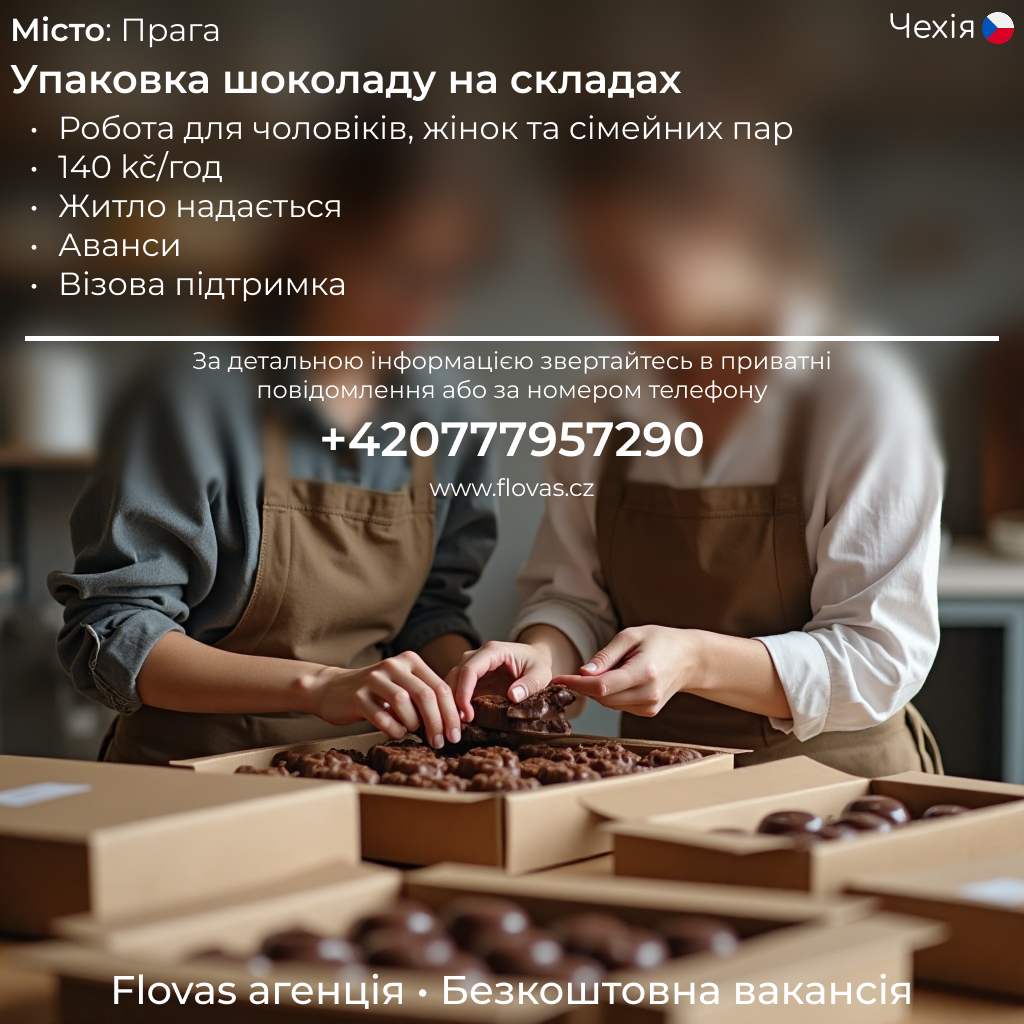 Місто: Прага
Чехія
Упаковка шоколаду на складах
• Робота для чоловіків, жінок та сімейних пар
• 140 kč/год
• Житло надається
• Аванси
• Візова підтримка
За детальною інформацією звертайтесь в приватні
повідомлення або за номером телефону
+420777957290
www.flovas.cz
Flovas агенція • Безкоштовна вакансія